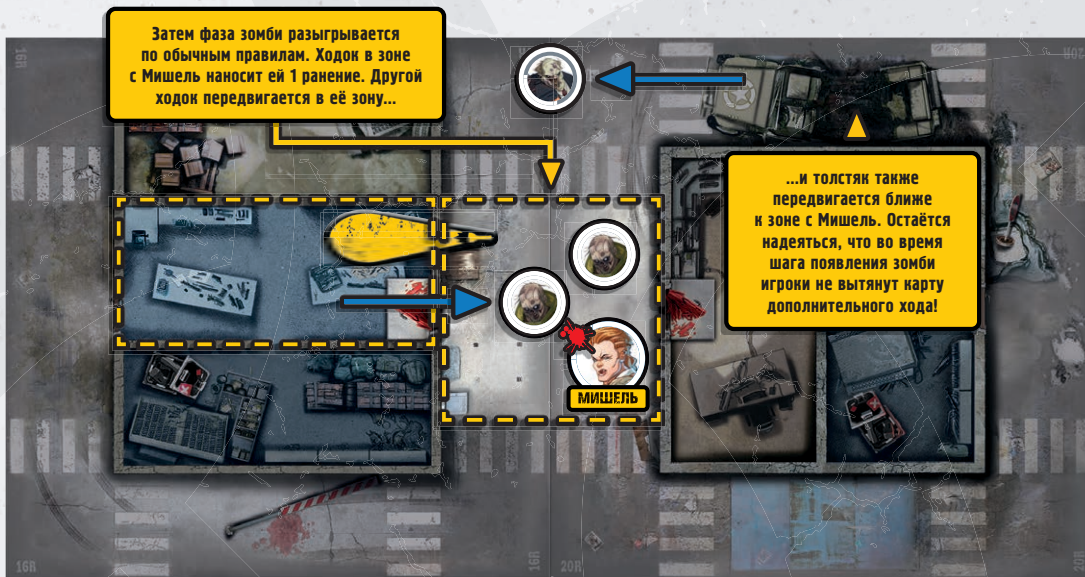 Затем фаза зомби разыгрывается
по обычным правилам. Ходок в зоне
с Мишель наносит ей 1 ранение. Другой
ходок передвигается в её зону...
...и толстяк также
передвигается ближе
к зоне с Мишель. Остаётся
надеяться, что во время
шага появления зомби
игроки не вытянут карту
дополнительного хода!
МИШЕЛЬ
16R
20R
16R
16R
20R